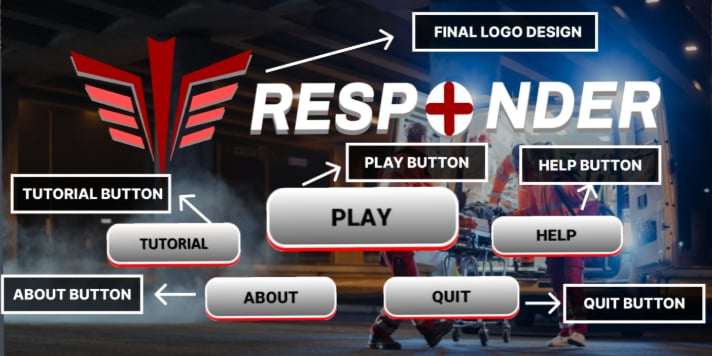 FINAL LOGO DESIGN
RESPONDER
PLAY BUTTON
HELP BUTTON
TUTORIAL BUTTON
PLAY
TUTORIAL
HELP
ABOUT BUTTON
ABOUT
QUIT
QUIT BUTTON